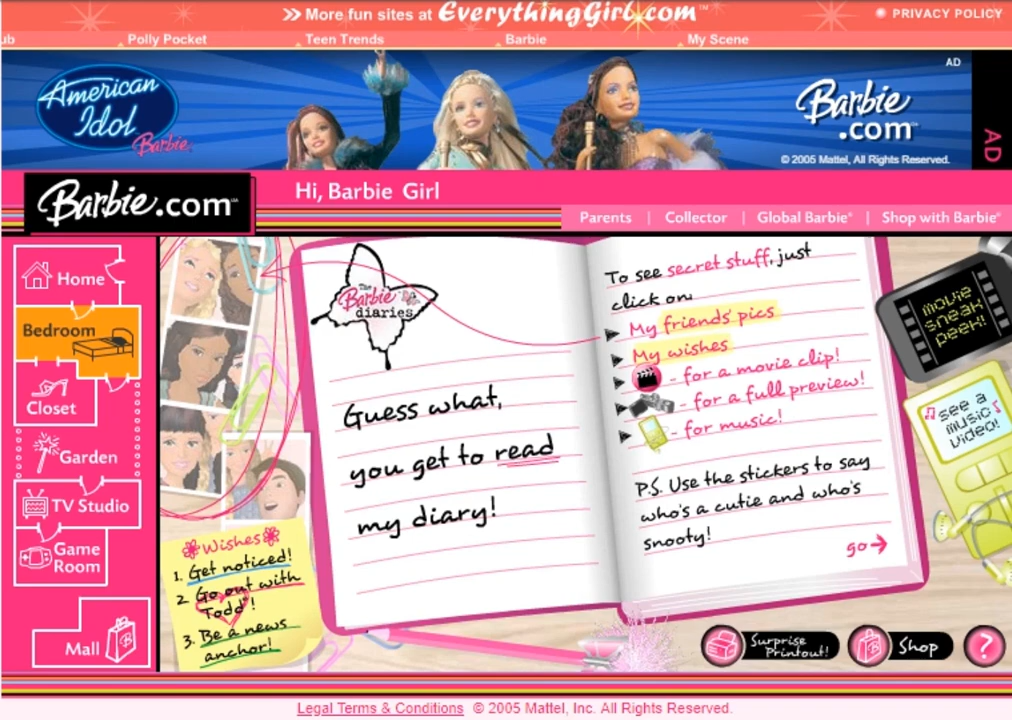 More fun sites at EverythingGirl.com™
PRIVACY POLICY
ub Polly Pocket Teen Trends Barbie My Scene
American Idol Barbie
AD
Barbie.com
© 2005 Mattel, All Rights Reserved.
AD
Barbie.com
Hi, Barbie Girl
Parents | Collector | Global Barbie® | Shop with Barbie®
Home
Bedroom
Closet
Garden
TV Studio
Game
Room
Mall
The
Barbie
diaries
Guess what,
you get to read
my diary!
To see secret stuff, just
click on:
My friends' pics
My wishes
- for a movie clip!
- for a full preview!
- for music!
P.S. Use the stickers to say
who's a cutie and who's
snooty!
go
movie
sneak
peek!
see a
music
video!
Wishes
1. Get noticed!
2 Go out with
Todd™!
3. Be a news
anchor!
Surprise
Printout!
B
Shop
?
Legal Terms & Conditions © 2005 Mattel, Inc. All Rights Reserved.